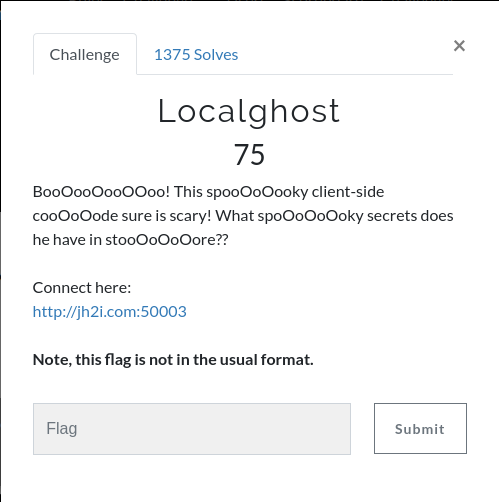 Challenge
1375 Solves
×
Localghost
75
BooOooOooOOoo! This spooOoOooky client-side
cooOoOode sure is scary! What spoOoOoOoky secrets does
he have in stooOoOoOore??
Connect here:
http://jh2i.com:50003
Note, this flag is not in the usual format.
Flag
Submit